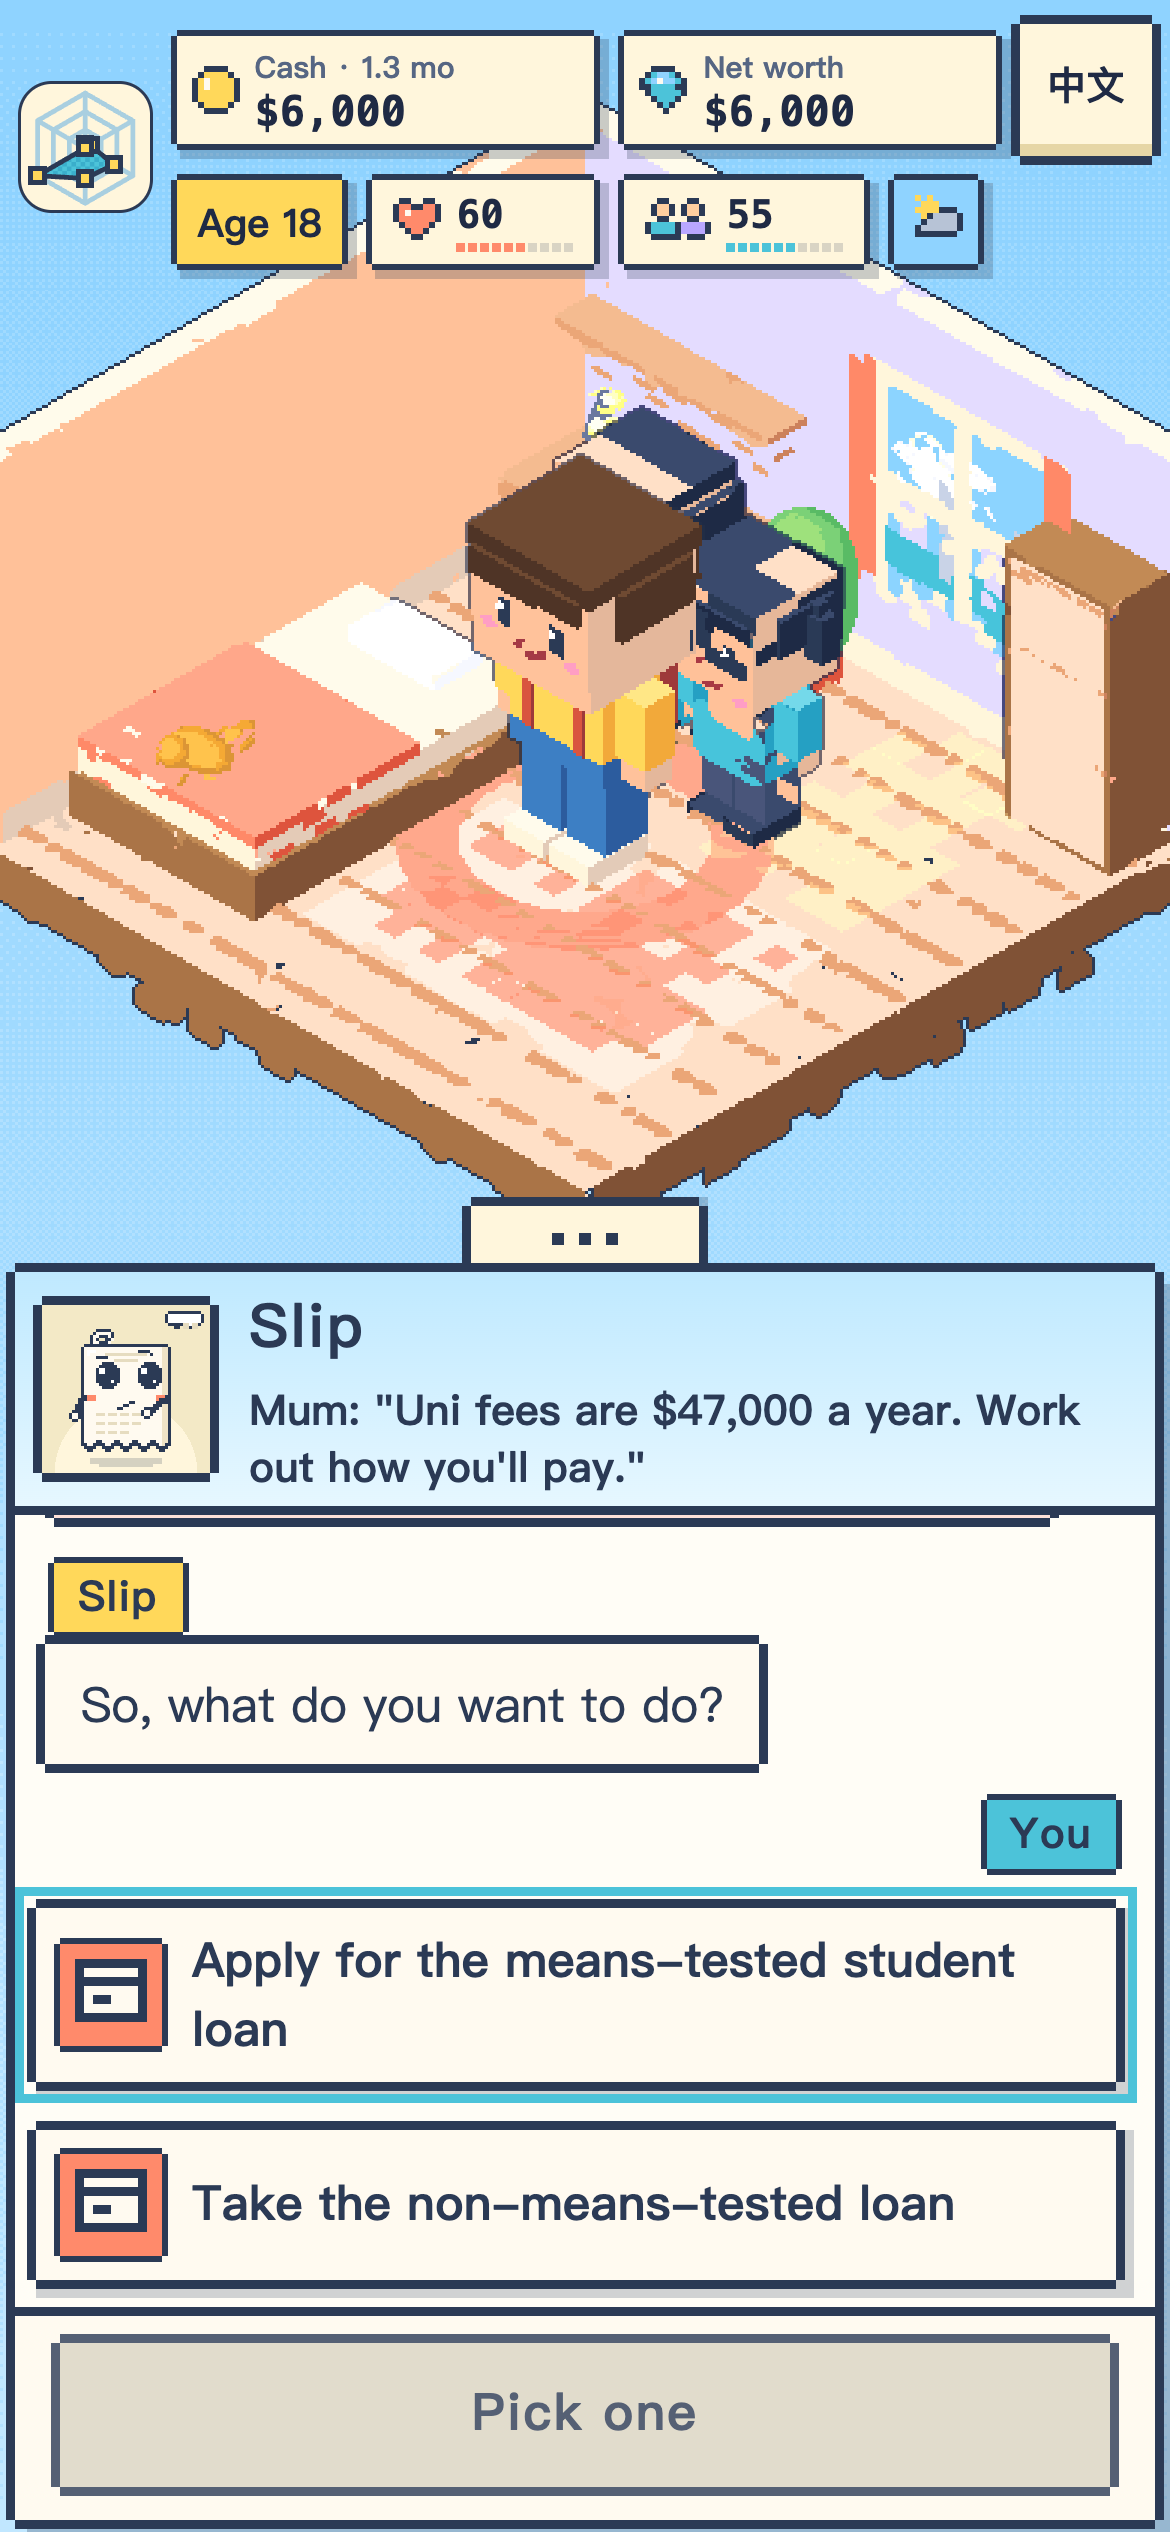 Cash · 1.3 mo
$6,000
Net worth
$6,000
中文
Age 18
60
55
Slip
Mum: "Uni fees are $47,000 a year. Work
out how you'll pay."
Slip
So, what do you want to do?
You
Apply for the means-tested student
loan
Take the non-means-tested loan
Pick one